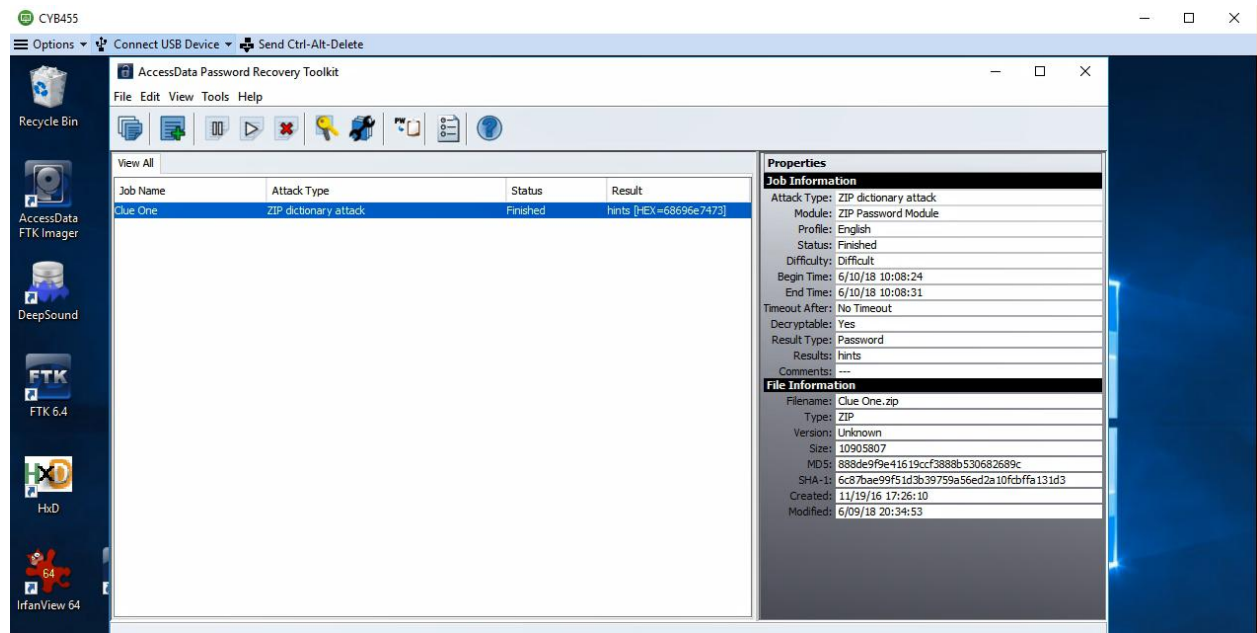 CYB455
Options Connect USB Device Send Ctrl-Alt-Delete
AccessData Password Recovery Toolkit
File Edit View Tools Help
Recycle Bin
AccessData
FTK Imager
DeepSound
FTK
FTK 6.4
HxD
HxD
64
IrfanView 64
PW
View All
Job Name Attack Type Status Result
Clue One ZIP dictionary attack Finished hints [HEX=68696e7473]
Properties
Job Information
Attack Type: ZIP dictionary attack
Module: ZIP Password Module
Profile: English
Status: Finished
Difficulty: Difficult
Begin Time: 6/10/18 10:08:24
End Time: 6/10/18 10:08:31
Timeout After: No Timeout
Decryptable: Yes
Result Type: Password
Results: hints
Comments: ---
File Information
Filename: Clue One.zip
Type: ZIP
Version: Unknown
Size: 10905807
MD5: 888de9f9e41619ccf3888b530682689c
SHA-1: 6c87bae99f51d3b39759a56ed2a10fcbffa131d3
Created: 11/19/16 17:26:10
Modified: 6/09/18 20:34:53